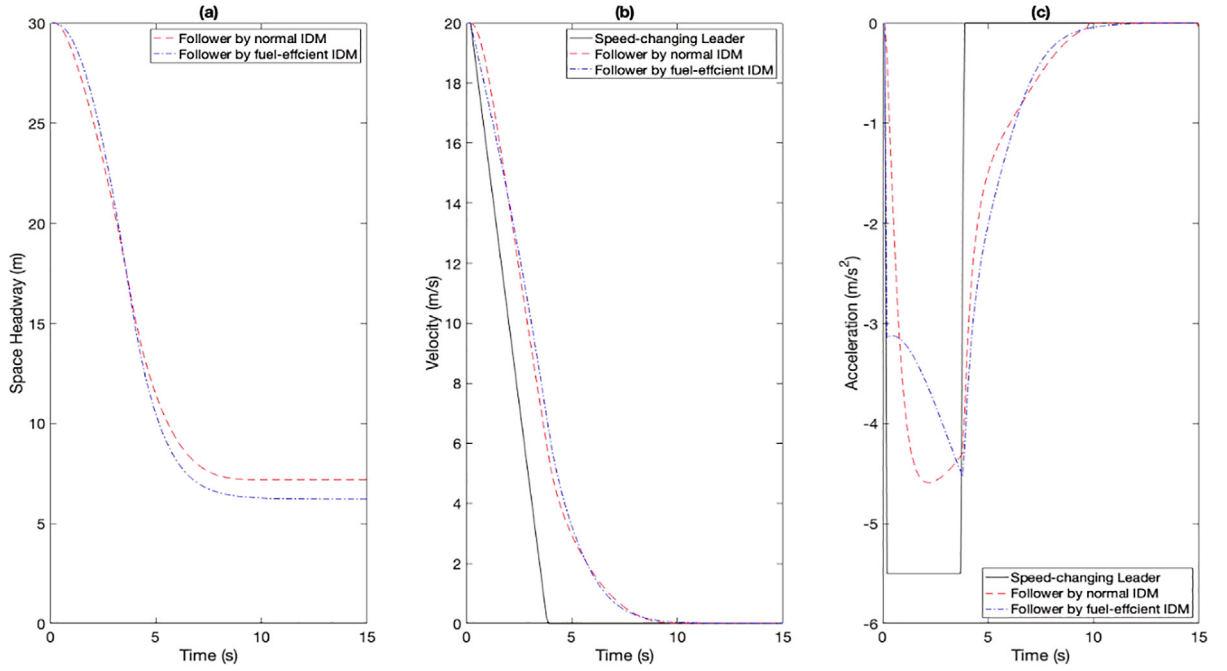 (a)
30
25
20
15
10
5
0
0
5
10
15
Space Headway (m)
Time (s)
Follower by normal IDM
Follower by fuel-effcient IDM
(b)
20
18
16
14
12
10
8
6
4
2
0
0
5
10
15
Velocity (m/s)
Time (s)
Speed-changing Leader
Follower by normal IDM
Follower by fuel-effcient IDM
(c)
0
-1
-2
-3
-4
-5
-6
0
5
10
15
Acceleration (m/s²)
Time (s)
Speed-changing Leader
Follower by normal IDM
Follower by fuel-effcient IDM